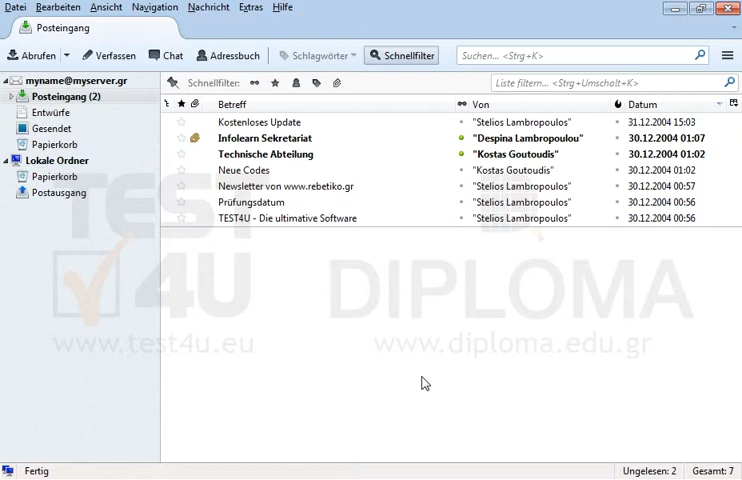 Datei Bearbeiten Ansicht Navigation Nachricht Extras Hilfe
Posteingang
Abrufen Verfassen Chat Adressbuch Schlagwörter Schnellfilter Suchen... <Strg+K>
myname@myserver.gr
Posteingang (2)
Entwürfe
Gesendet
Papierkorb
Lokale Ordner
Papierkorb
Postausgang
Schnellfilter: Liste filtern... <Strg+Umschalt+K>
Betreff Von Datum
Kostenloses Update "Stelios Lambropoulos" 31.12.2004 15:03
Infolearn Sekretariat "Despina Lambropoulou" 30.12.2004 01:07
Technische Abteilung "Kostas Goutoudis" 30.12.2004 01:02
Neue Codes "Kostas Goutoudis" 30.12.2004 01:02
Newsletter von www.rebetiko.gr "Stelios Lambropoulos" 30.12.2004 00:57
Prüfungsdatum "Stelios Lambropoulos" 30.12.2004 00:56
TEST4U - Die ultimative Software "Stelios Lambropoulos" 30.12.2004 00:56
TEST
4U DIPLOMA
www.test4u.eu www.diploma.edu.gr
Fertig Ungelesen: 2 Gesamt: 7